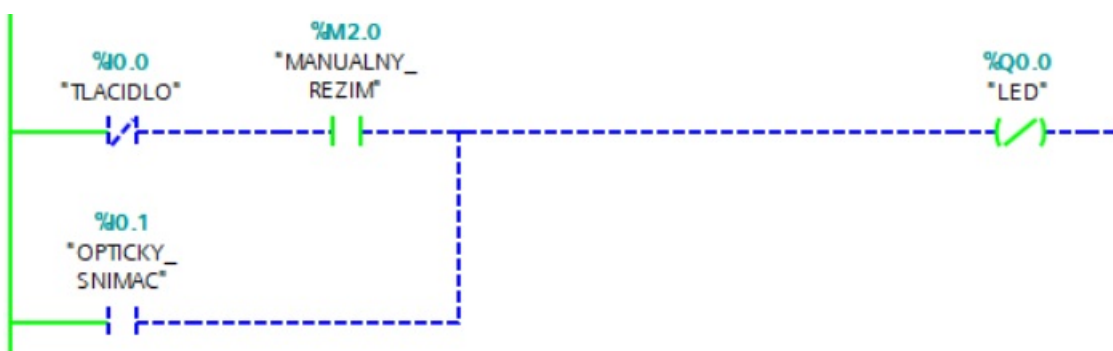 %M2.0
%I0.0
"MANUALNY_
%Q0.0
"TLACIDLO"
REZIM"
"LED"
%I0.1
"OPTICKY_
SNIMAC"